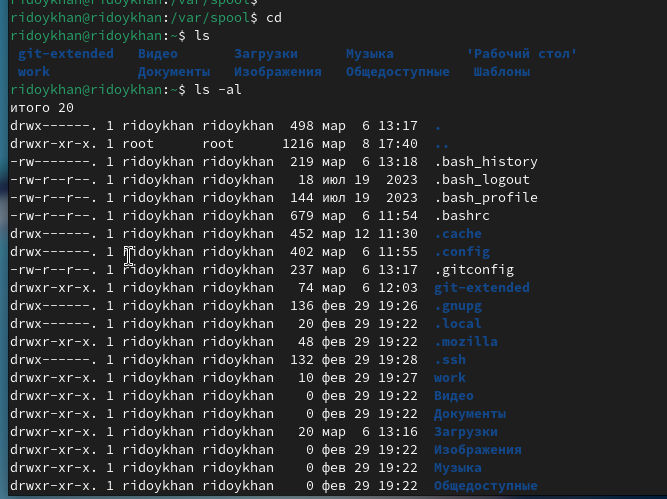 ridoykhan@ridoykhan:/var/spool$
ridoykhan@ridoykhan:/var/spool$ cd
ridoykhan@ridoykhan:~$ ls
git-extended Видео Загрузки Музыка 'Рабочий стол'
work Документы Изображения Общедоступные Шаблоны
ridoykhan@ridoykhan:~$ ls -al
итого 20
drwx------. 1 ridoykhan ridoykhan 498 мар 6 13:17 .
drwxr-xr-x. 1 root root 1216 мар 8 17:40 ..
-rw-------. 1 ridoykhan ridoykhan 219 мар 6 13:18 .bash_history
-rw-r--r--. 1 ridoykhan ridoykhan 18 июл 19 2023 .bash_logout
-rw-r--r--. 1 ridoykhan ridoykhan 144 июл 19 2023 .bash_profile
-rw-r--r--. 1 ridoykhan ridoykhan 679 мар 6 11:54 .bashrc
drwx------. 1 ridoykhan ridoykhan 452 мар 12 11:30 .cache
drwx------. 1 ridoykhan ridoykhan 402 мар 6 11:55 .config
-rw-r--r--. 1 ridoykhan ridoykhan 237 мар 6 13:17 .gitconfig
drwxr-xr-x. 1 ridoykhan ridoykhan 74 мар 6 12:03 git-extended
drwx------. 1 ridoykhan ridoykhan 136 фев 29 19:26 .gnupg
drwx------. 1 ridoykhan ridoykhan 20 фев 29 19:22 .local
drwxr-xr-x. 1 ridoykhan ridoykhan 48 фев 29 19:22 .mozilla
drwx------. 1 ridoykhan ridoykhan 132 фев 29 19:28 .ssh
drwxr-xr-x. 1 ridoykhan ridoykhan 10 фев 29 19:27 work
drwxr-xr-x. 1 ridoykhan ridoykhan 0 фев 29 19:22 Видео
drwxr-xr-x. 1 ridoykhan ridoykhan 0 фев 29 19:22 Документы
drwxr-xr-x. 1 ridoykhan ridoykhan 20 мар 6 13:16 Загрузки
drwxr-xr-x. 1 ridoykhan ridoykhan 0 фев 29 19:22 Изображения
drwxr-xr-x. 1 ridoykhan ridoykhan 0 фев 29 19:22 Музыка
drwxr-xr-x. 1 ridoykhan ridoykhan 0 фев 29 19:22 Общедоступные